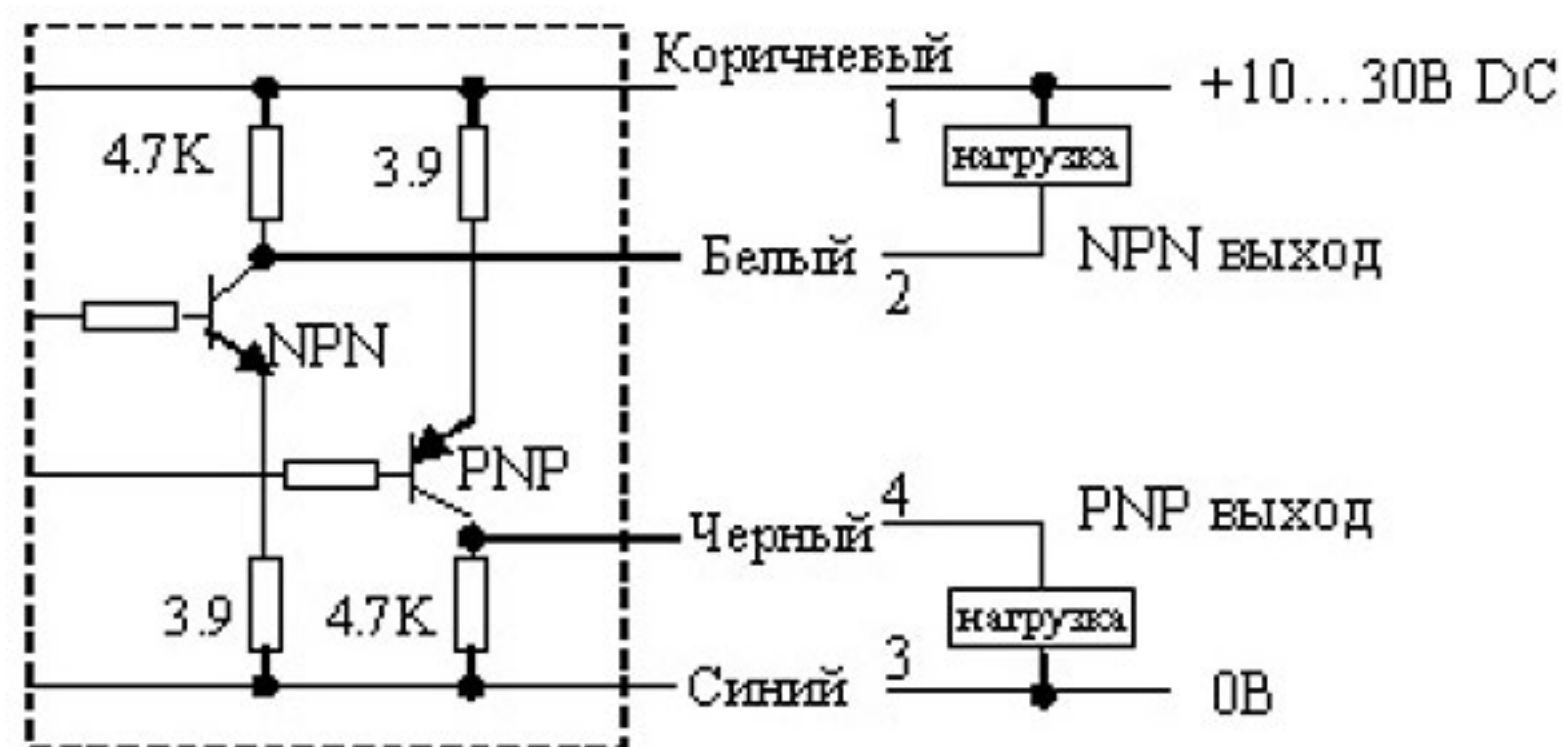 Коричневый
+10...30В DC
1
4.7K
3.9
нагрузка
Белый
2
NPN выход
NPN
PNP
4
PNP выход
Черный
3.9
4.7K
нагрузка
3
Синий
0В